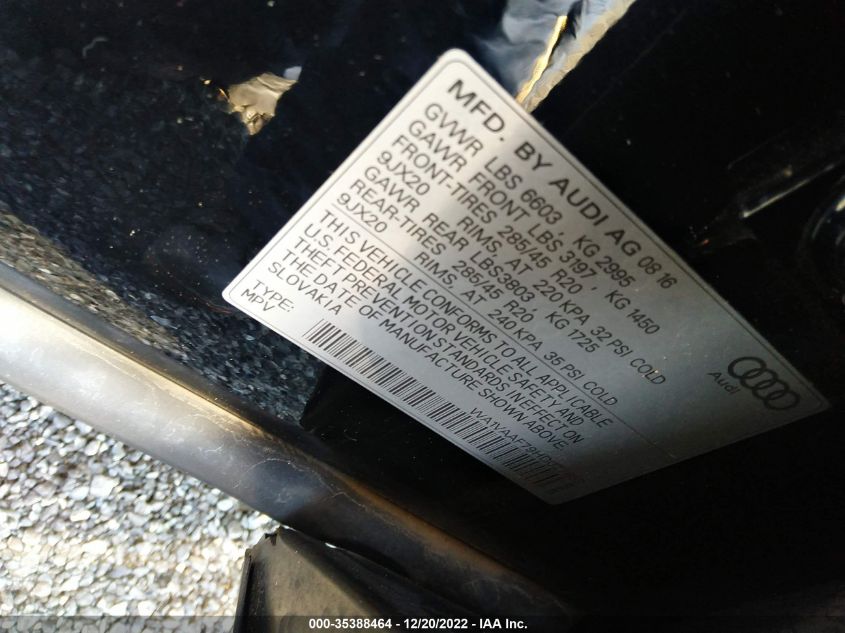 MFD. BY AUDI AG 08 16
GVWR LBS 6603 KG 2995
GAWR FRONT LBS 3197, KG 1450
FRONT-TIRES 285/45 R20,
9JX20 RIMS, AT 220 KPA, 32 PSI COLD
GAWR REAR LBS3803, KG 1725
REAR-TIRES 285/45 R20,
9JX20 RIMS, AT 240 KPA, 35 PSI COLD
THIS VEHICLE CONFORMS TO ALL APPLICABLE
U.S. FEDERAL MOTOR VEHICLE SAFETY AND
THEFT PREVENTION STANDARDS IN EFFECT ON
THE DATE OF MANUFACTURE SHOWN ABOVE.
SLOVAKIA
TYPE:
MPV
Audi
000-35388464 - 12/20/2022 - IAA Inc.